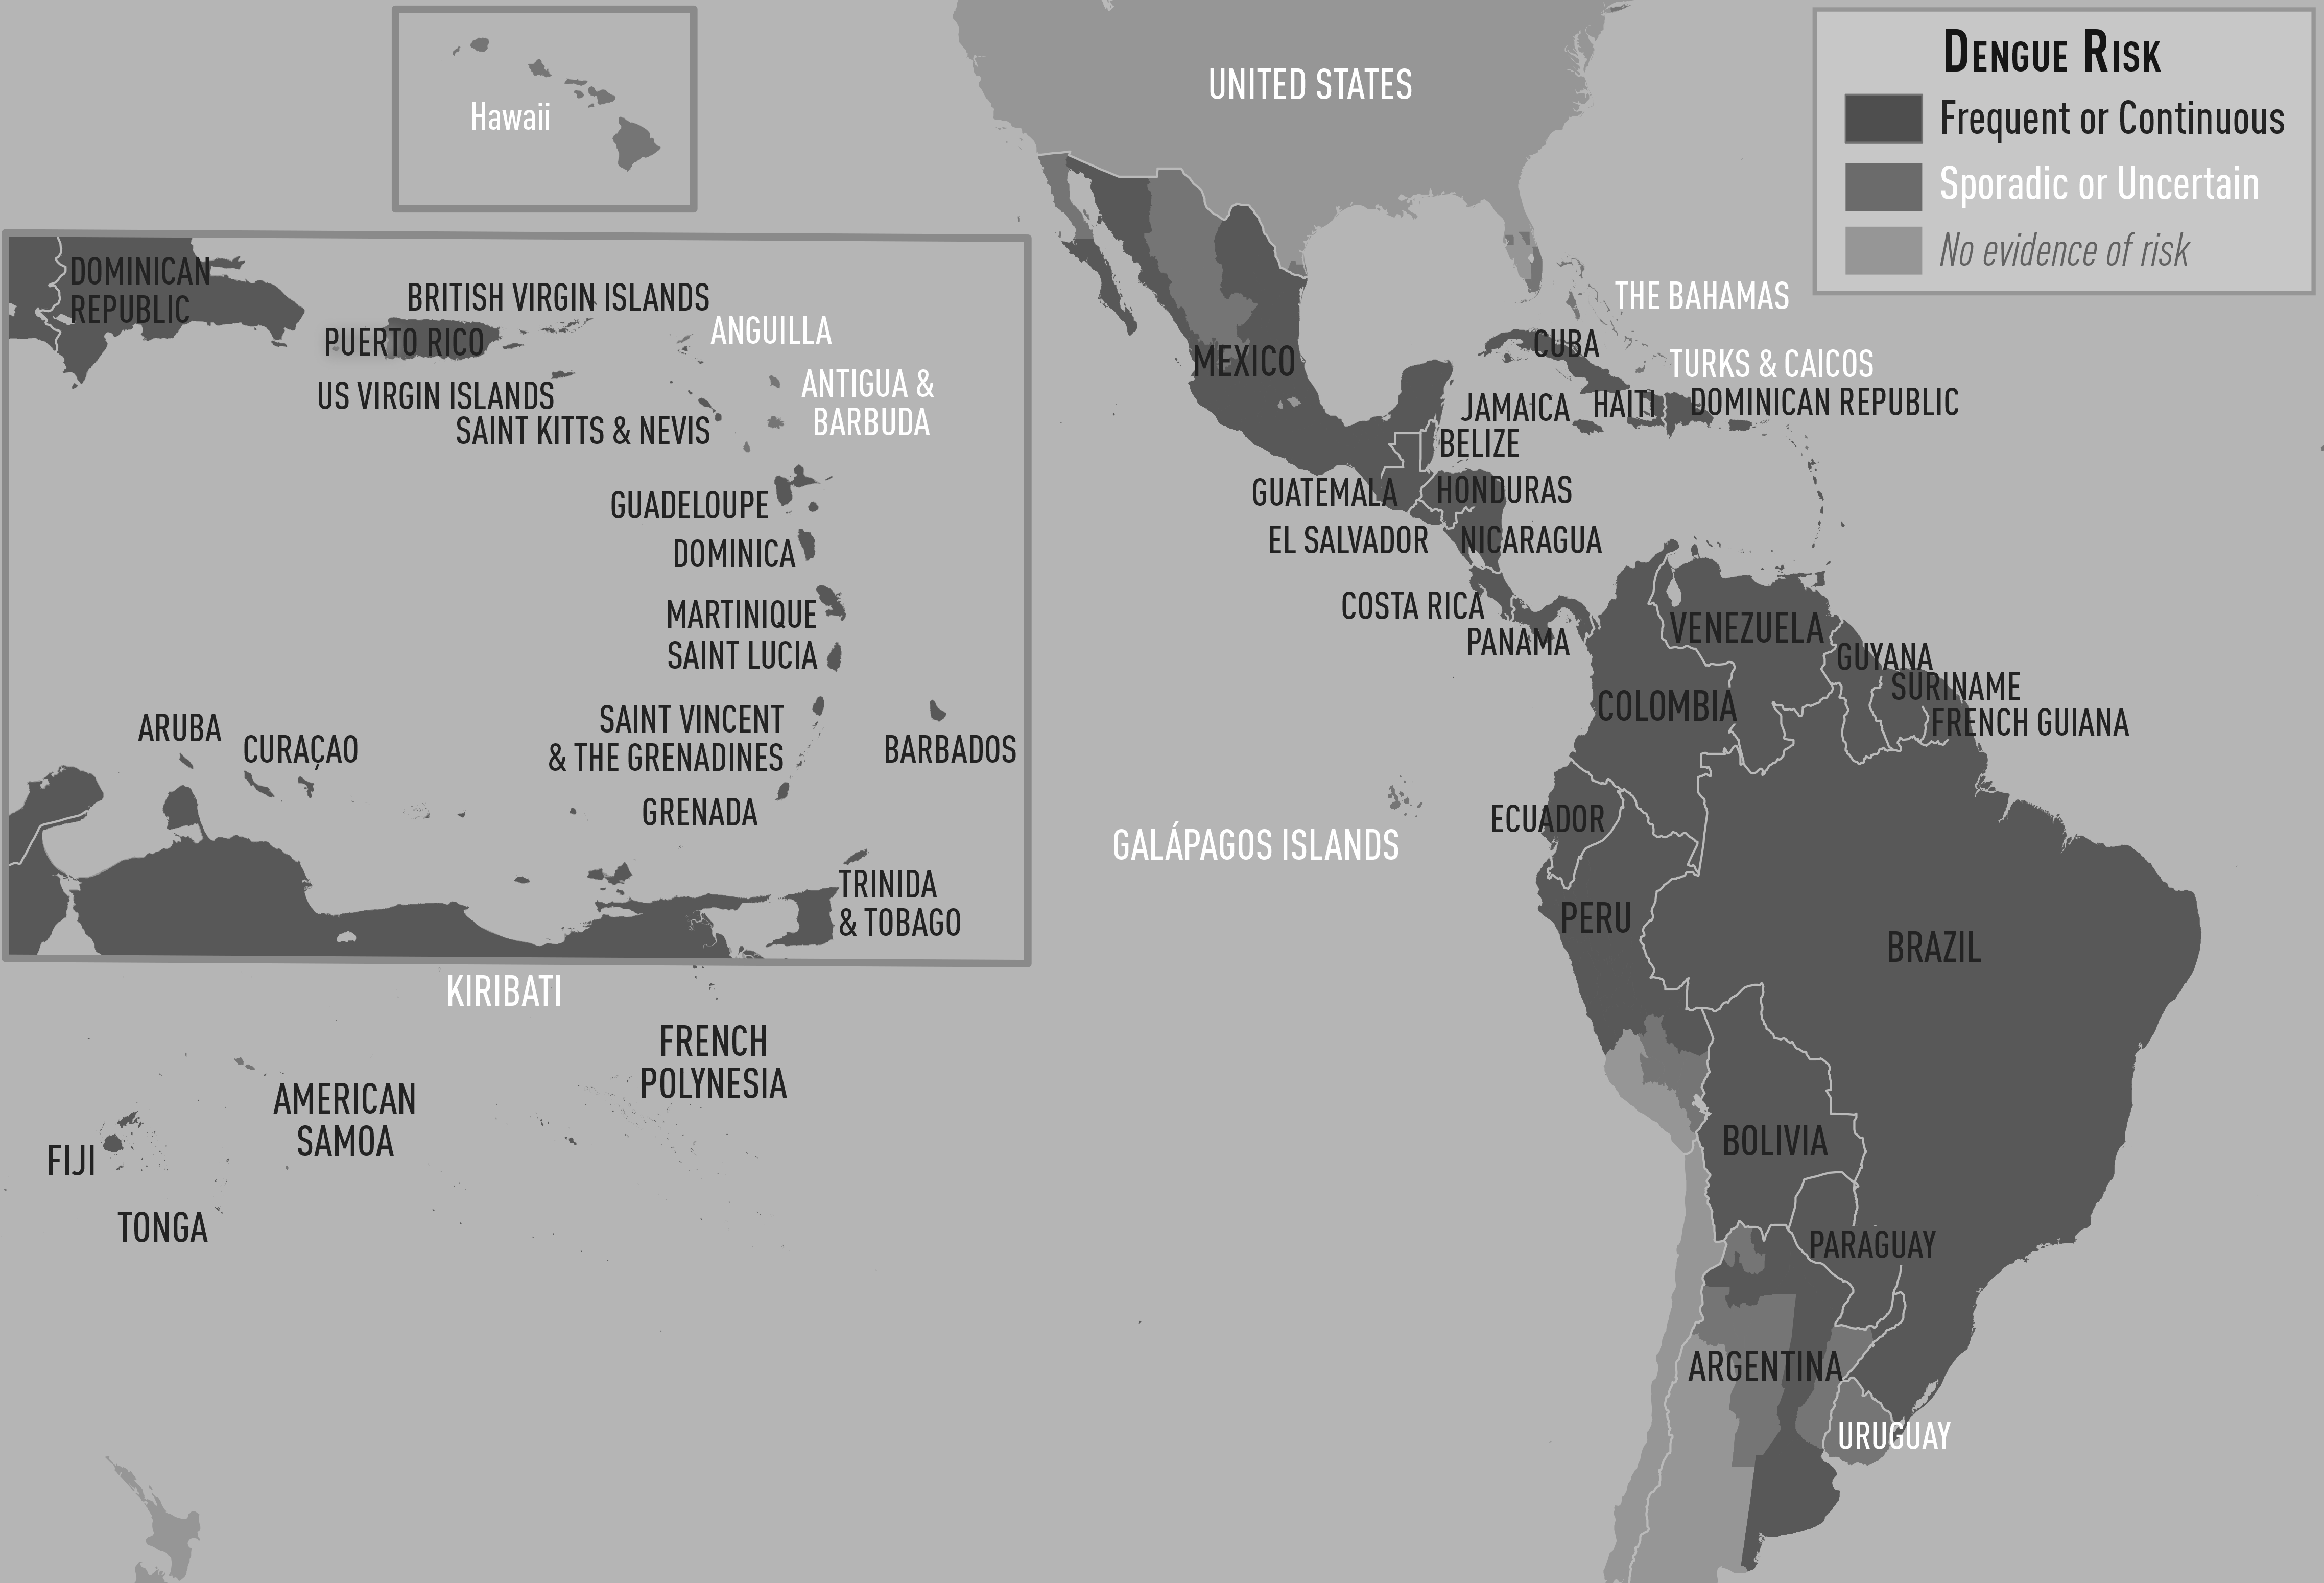 Hawaii
UNITED STATES
DENGUE RISK
Frequent or Continuous
Sporadic or Uncertain
No evidence of risk
DOMINICAN
REPUBLIC
BRITISH VIRGIN ISLANDS
PUERTO RICO
ANGUILLA
US VIRGIN ISLANDS
ANTIGUA &
BARBUDA
SAINT KITTS & NEVIS
GUADELOUPE
DOMINICA
MARTINIQUE
SAINT LUCIA
SAINT VINCENT
& THE GRENADINES
BARBADOS
ARUBA
CURAÇAO
GRENADA
TRINIDA
& TOBAGO
THE BAHAMAS
CUBA
MEXICO
TURKS & CAICOS
JAMAICA
HAITI
DOMINICAN REPUBLIC
BELIZE
GUATEMALA
HONDURAS
EL SALVADOR
NICARAGUA
COSTA RICA
PANAMA
VENEZUELA
GUYANA
SURINAME
FRENCH GUIANA
COLOMBIA
ECUADOR
GALÁPAGOS ISLANDS
PERU
BRAZIL
BOLIVIA
PARAGUAY
ARGENTINA
URUGUAY
KIRIBATI
FRENCH
POLYNESIA
AMERICAN
SAMOA
FIJI
TONGA